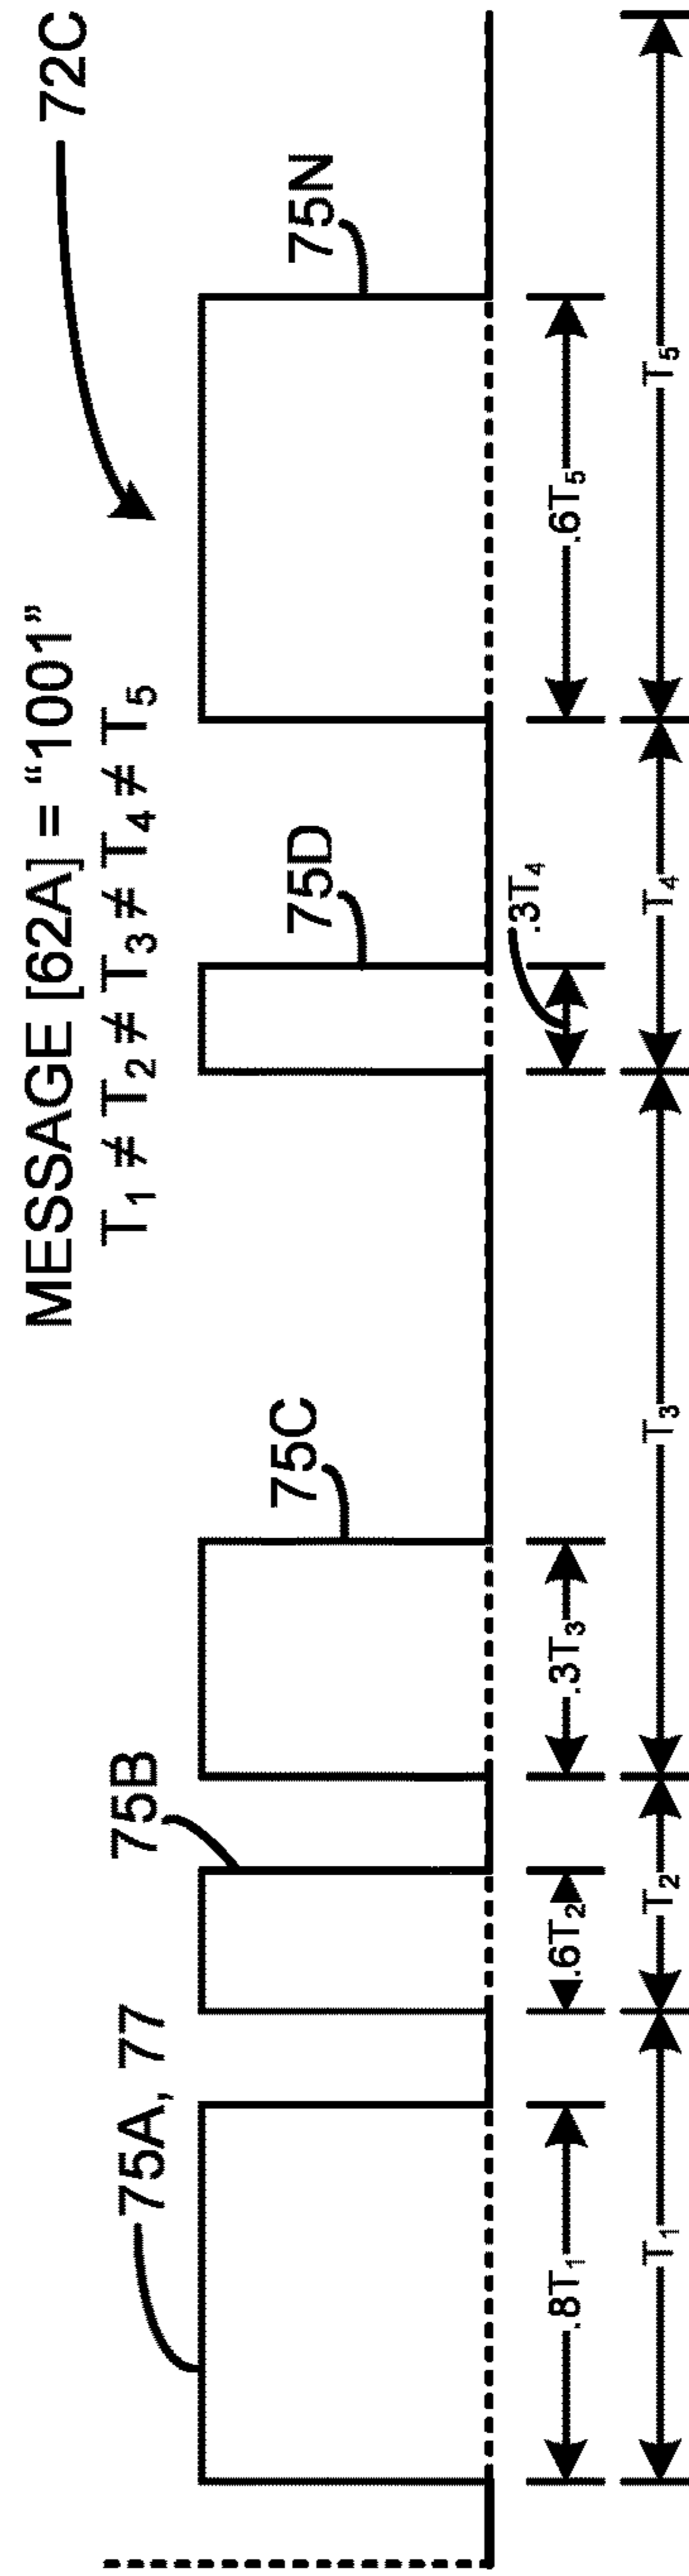 MESSAGE [62A] = “1001”
T₁ ≠ T₂ ≠ T₃ ≠ T₄ ≠ T₅
72C
75A, 77
75B
75C
75D
75N
.8T₁
.6T₂
.3T₃
.3T₄
.6T₅
T₁
T₂
T₃
T₄
T₅